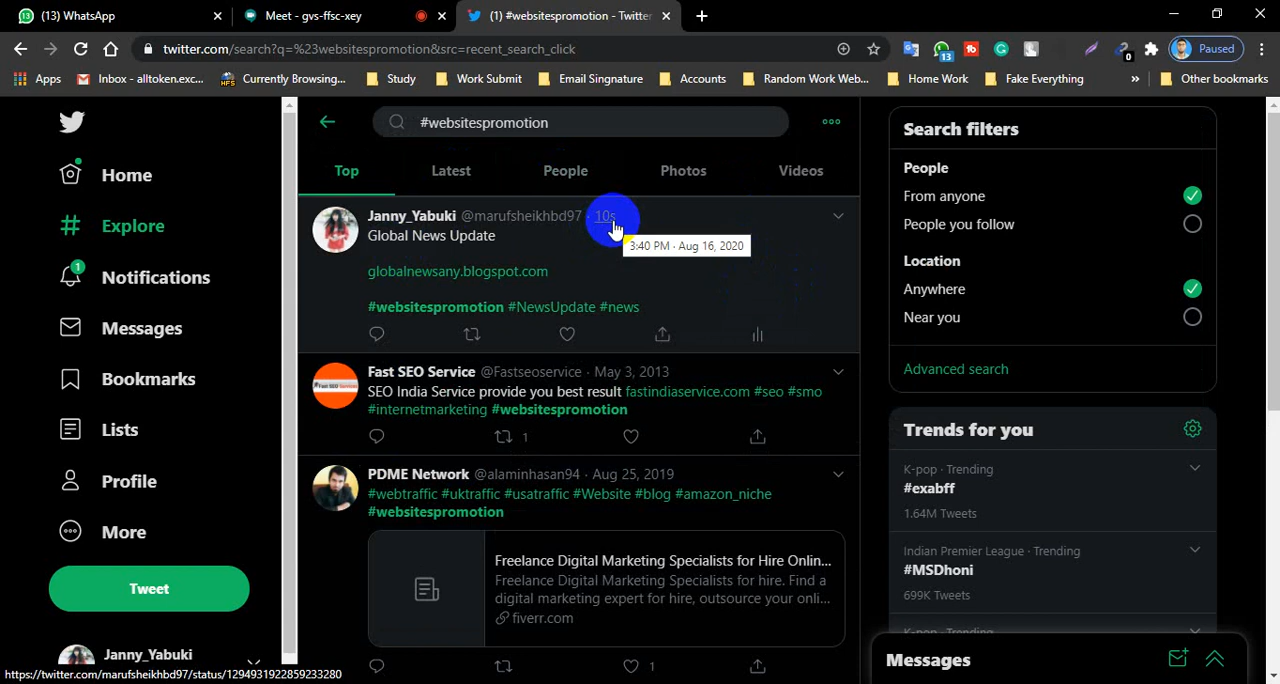 (13) WhatsApp
Meet - gvs-ffsc-xey
(1) #websitespromotion - Twitter
twitter.com/search?q=%23websitespromotion&src=recent_search_click
13
0
Paused
Apps
Inbox - alltoken.exc...
Currently Browsing...
Study
Work Submit
Email Singnature
Accounts
Random Work Web...
Home Work
Fake Everything
»
Other bookmarks
Home
Explore
1
Notifications
Messages
Bookmarks
Lists
Profile
More
Tweet
Janny_Yabuki
https://twitter.com/marufsheikhbd97/status/1294931922859233280
#websitespromotion
Top Latest People Photos Videos
Janny_Yabuki @marufsheikhbd97 · 10s
3:40 PM · Aug 16, 2020
Global News Update
globalnewsany.blogspot.com
#websitespromotion #NewsUpdate #news
Fast SEO Service @Fastseoservice · May 3, 2013
SEO India Service provide you best result fastindiaservice.com #seo #smo
#internetmarketing #websitespromotion
1
PDME Network @alaminhasan94 · Aug 25, 2019
#webtraffic #uktraffic #usatraffic #Website #blog #amazon_niche
#websitespromotion
Freelance Digital Marketing Specialists for Hire Onlin...
Freelance Digital Marketing Specialists for hire. Find a
digital marketing expert for hire, outsource your onli...
fiverr.com
1
Search filters
People
From anyone
People you follow
Location
Anywhere
Near you
Advanced search
Trends for you
K-pop · Trending
#exabff
1.64M Tweets
Indian Premier League · Trending
#MSDhoni
699K Tweets
K-pop · Trending
Messages